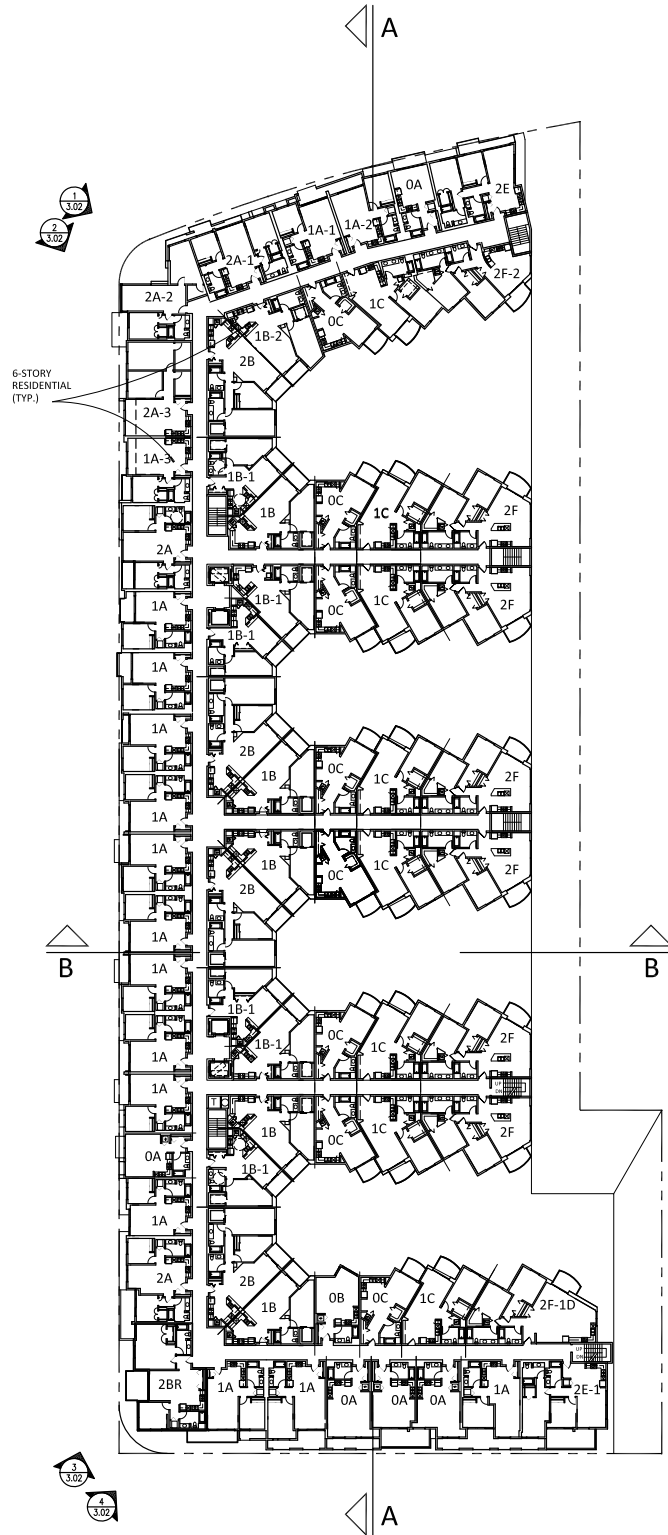 A
0A
2E
1
3.02
2
3.02
1A-2
1A-1
2A-1
2F-2
2A-2
1C
0C
1B-2
2B
6-STORY
RESIDENTIAL
(TYP.)
2A-3
1A-3
1B-1
1B
0C
1C
2F
2A
1B-1
0C
1C
2F
1A
1B-1
1A
1A
2B
1B
0C
1C
2F
1A
1A
2B
1B
0C
1C
2F
1A
B
B
1A
1B-1
1B-1
0C
1C
2F
1A
UP
DN
1A
T
1B
0C
1C
2F
0A
1B-1
1A
2A
2B
1B
0B
0C
1C
2F-1D
UP
DN
2BR
1A
1A
0A
0A
0A
1A
2E-1
3
3.02
4
3.02
A